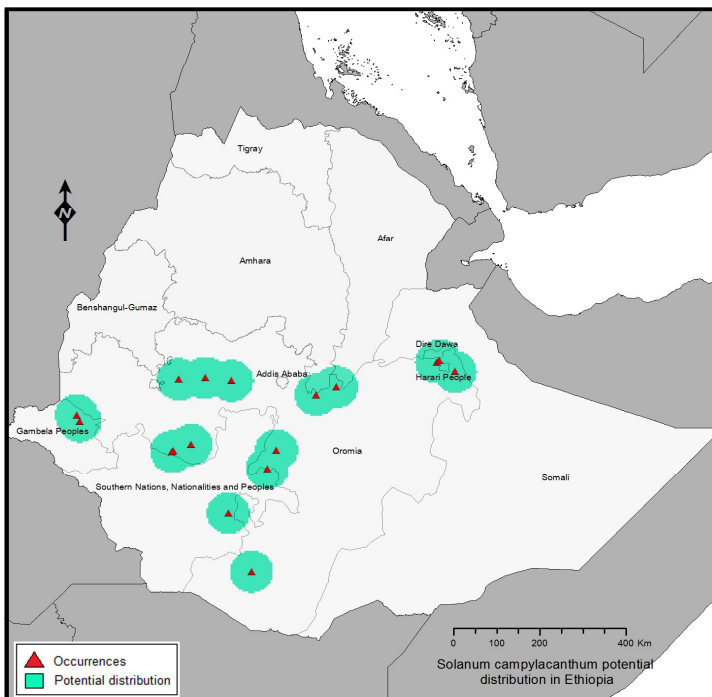 Tigray
Afar
Amhara
Benshangul-Gumaz
N
Dire Dawa
Addis Ababa
Harari People
Gambela Peoples
Oromia
Somali
Southern Nations, Nationalities and Peoples
0 100 200 400 Km
Solanum campylacanthum potential
distribution in Ethiopia
Occurrences
Potential distribution